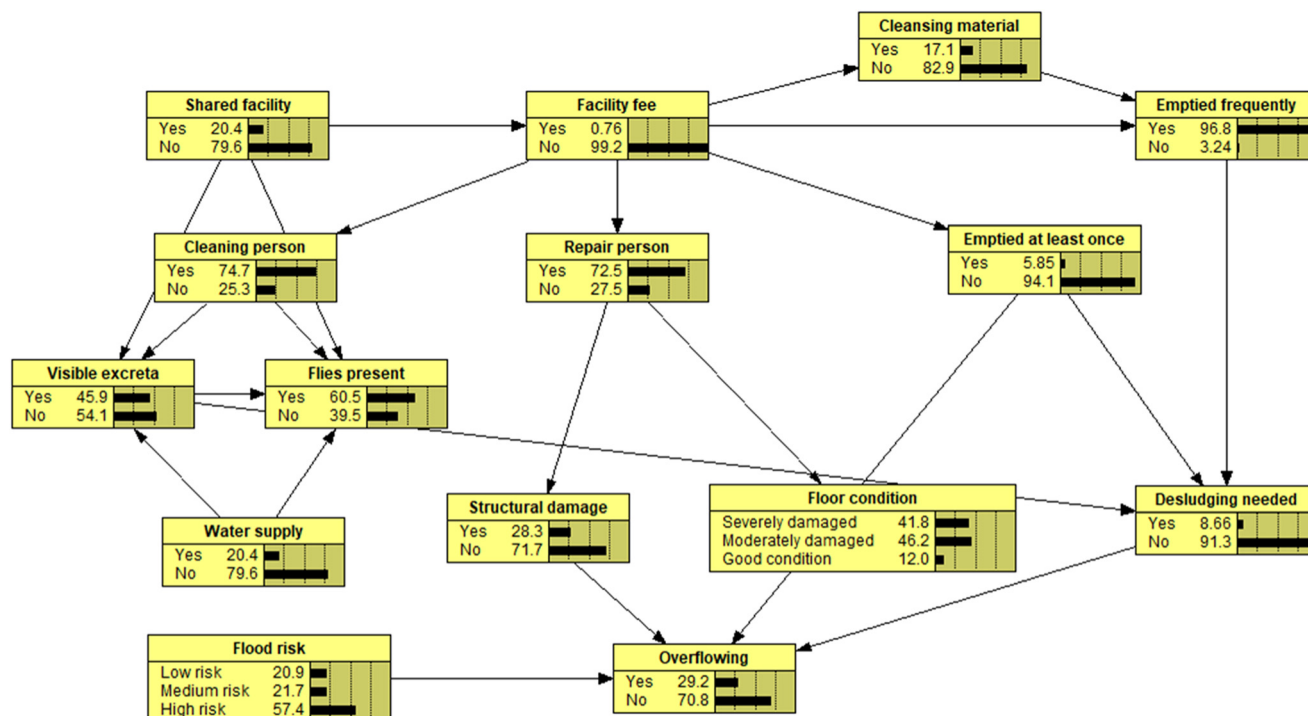 Cleansing material
Yes 17.1
No 82.9
Shared facility
Yes 20.4
No 79.6
Facility fee
Yes 0.76
No 99.2
Emptied frequently
Yes 96.8
No 3.24
Cleaning person
Yes 74.7
No 25.3
Repair person
Yes 72.5
No 27.5
Emptied at least once
Yes 5.85
No 94.1
Visible excreta
Yes 45.9
No 54.1
Flies present
Yes 60.5
No 39.5
Water supply
Yes 20.4
No 79.6
Structural damage
Yes 28.3
No 71.7
Floor condition
Severely damaged 41.8
Moderately damaged 46.2
Good condition 12.0
Desludging needed
Yes 8.66
No 91.3
Flood risk
Low risk 20.9
Medium risk 21.7
High risk 57.4
Overflowing
Yes 29.2
No 70.8